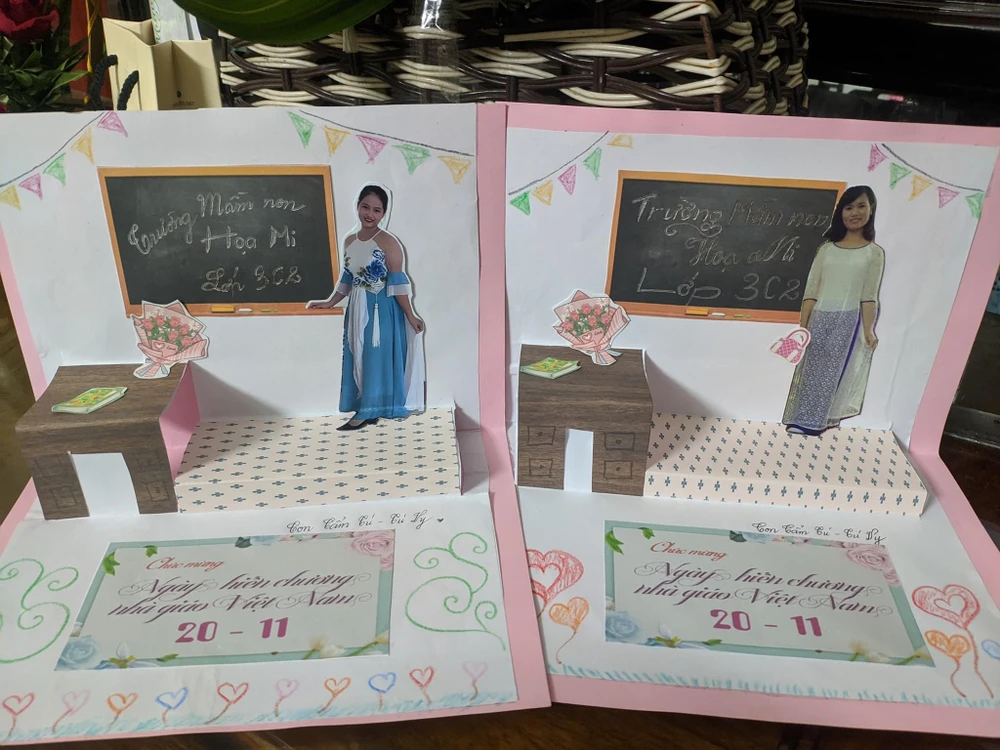 Trường Mầm non
Họa Mi
Lớp 3C2
Con Cẩm Tú - Tú Vy
Chúc mừng
Ngày hiến chương
nhà giáo Việt Nam
20 - 11
Trường Mầm non
Họa Mi
Lớp 3C2
Con Cẩm Tú - Tú Vy
Chúc mừng
Ngày hiến chương
nhà giáo Việt Nam
20 - 11